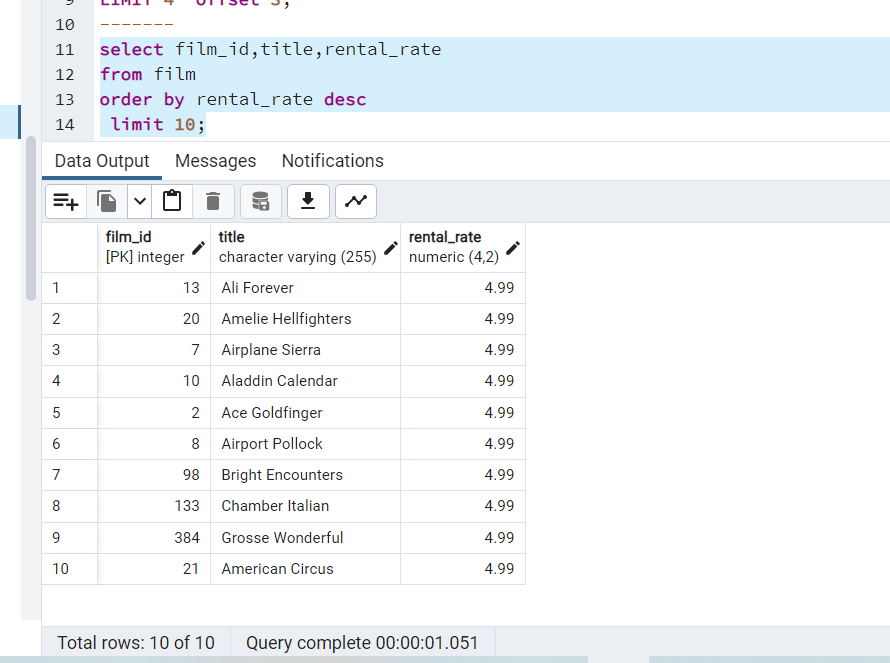 9 LIMIT 4 offset 3;
10 -------
11 select film_id,title,rental_rate
12 from film
13 order by rental_rate desc
14 limit 10;
Data Output Messages Notifications
film_id title rental_rate
[PK] integer character varying (255) numeric (4,2)
1 13 Ali Forever 4.99
2 20 Amelie Hellfighters 4.99
3 7 Airplane Sierra 4.99
4 10 Aladdin Calendar 4.99
5 2 Ace Goldfinger 4.99
6 8 Airport Pollock 4.99
7 98 Bright Encounters 4.99
8 133 Chamber Italian 4.99
9 384 Grosse Wonderful 4.99
10 21 American Circus 4.99
Total rows: 10 of 10 Query complete 00:00:01.051